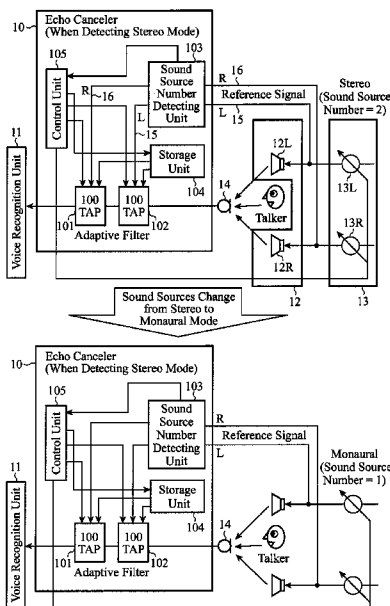 10
Echo Canceler
(When Detecting Stereo Mode)
105
103
Control Unit
R
16
Sound
Source
Number
Detecting
Unit
L
15
R
16
Reference Signal
L
15
Stereo
(Sound Source
Number = 2)
11
Voice Recognition Unit
Storage
Unit
104
12L
13L
14
Talker
13R
12R
100
TAP
101
100
TAP
102
Adaptive Filter
12
13
Sound Sources Change
from Stereo to
Monaural Mode
10
Echo Canceler
(When Detecting Stereo Mode)
105
103
Control Unit
Sound
Source
Number
Detecting
Unit
R
Reference Signal
L
Monaural
(Sound Source
Number = 1)
11
Voice Recognition Unit
Storage
Unit
104
14
Talker
100
TAP
101
100
TAP
102
Adaptive Filter